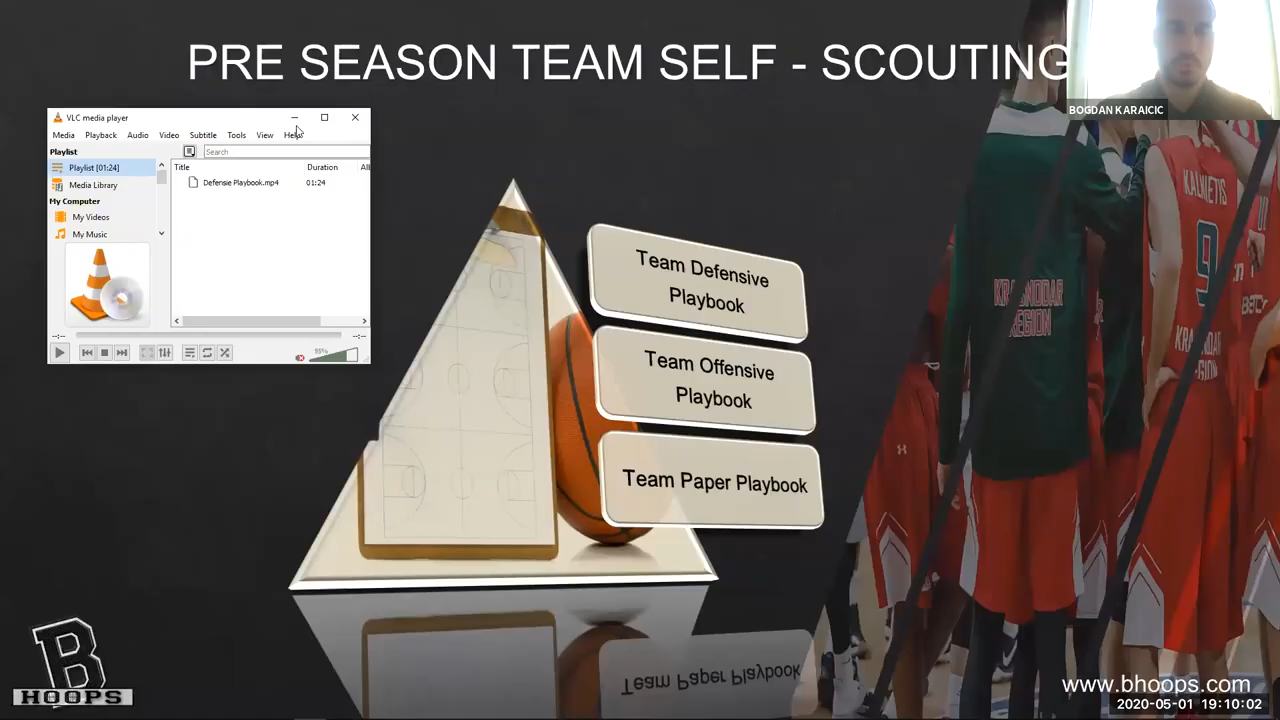 PRE SEASON TEAM SELF - SCOUTING
BOGDAN KARAICIC
VLC media player
Media Playback Audio Video Subtitle Tools View Help
Playlist
Search
Playlist [01:24]
Title Duration
Media Library
Defensie Playbook.mp4 01:24
My Computer
My Videos
My Music
--:-- --:--
95%
Team Defensive
Playbook
Team Offensive
Playbook
Team Paper Playbook
KALNIETIS
9
KRASNODAR
REGION
B
HOOPS
Team Paper Playbook
www.bhoops.com
2020-05-01 19:10:02